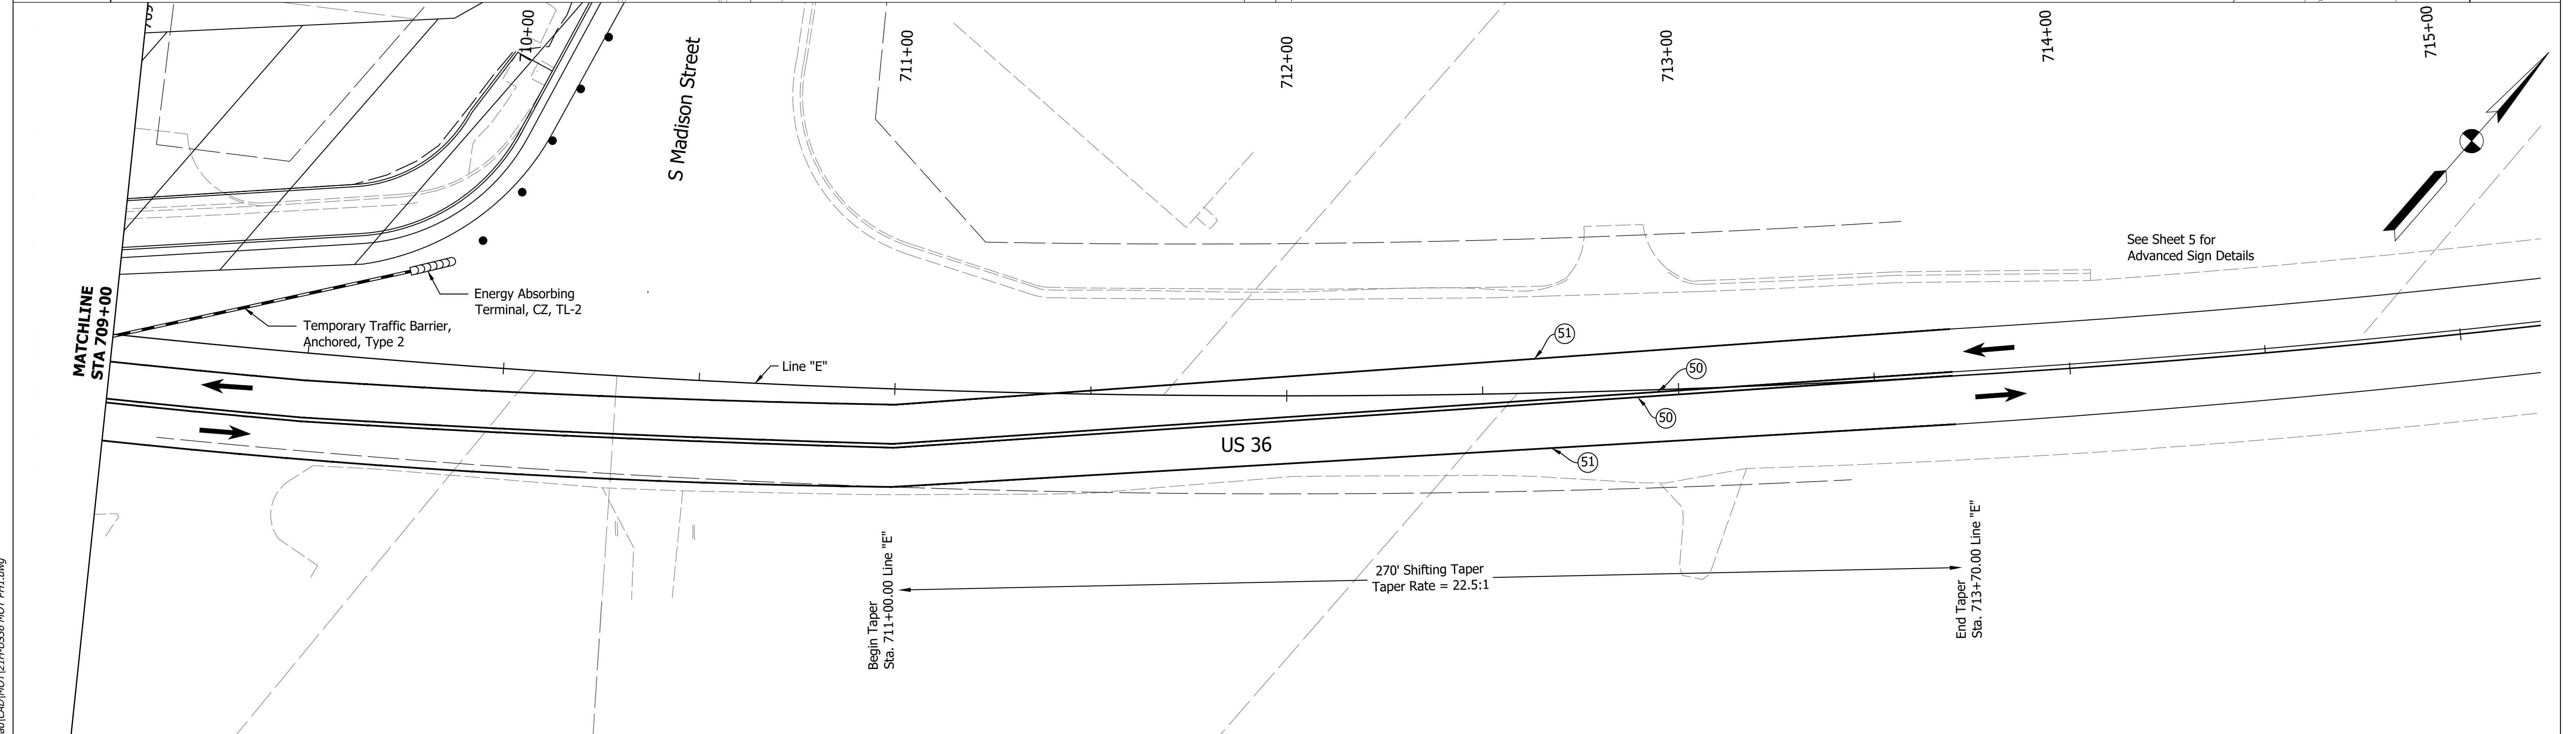 710+00
711+00
712+00
713+00
714+00
715+00
S Madison Street
MATCHLINE
STA 709+00
Energy Absorbing
Terminal, CZ, TL-2
Temporary Traffic Barrier,
Anchored, Type 2
Line "E"
51
50
50
51
US 36
See Sheet 5 for
Advanced Sign Details
Begin Taper
Sta. 711+00.00 Line "E"
270' Shifting Taper
Taper Rate = 22.5:1
End Taper
Sta. 713+70.00 Line "E"